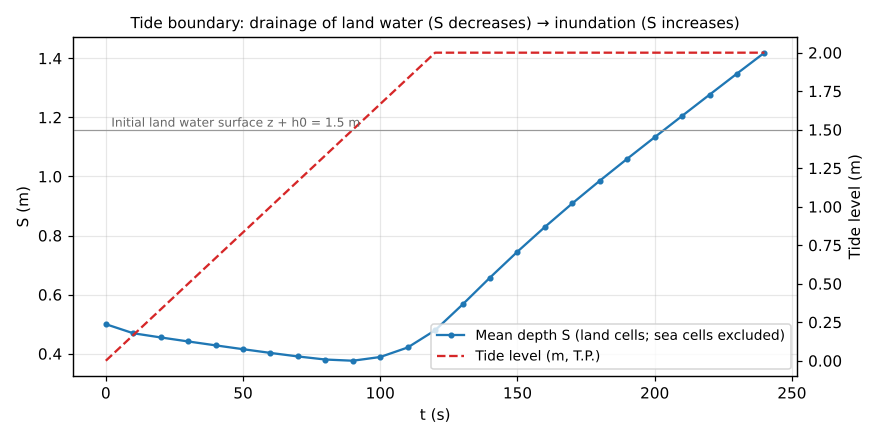 Tide boundary: drainage of land water (S decreases) → inundation (S increases)
1.4
1.2
1.0
0.8
0.6
0.4
S (m)
Initial land water surface z + h0 = 1.5 m
2.00
1.75
1.50
1.25
1.00
0.75
0.50
0.25
0.00
Tide level (m)
Mean depth S (land cells; sea cells excluded)
Tide level (m, T.P.)
0 50 100 150 200 250
t (s)